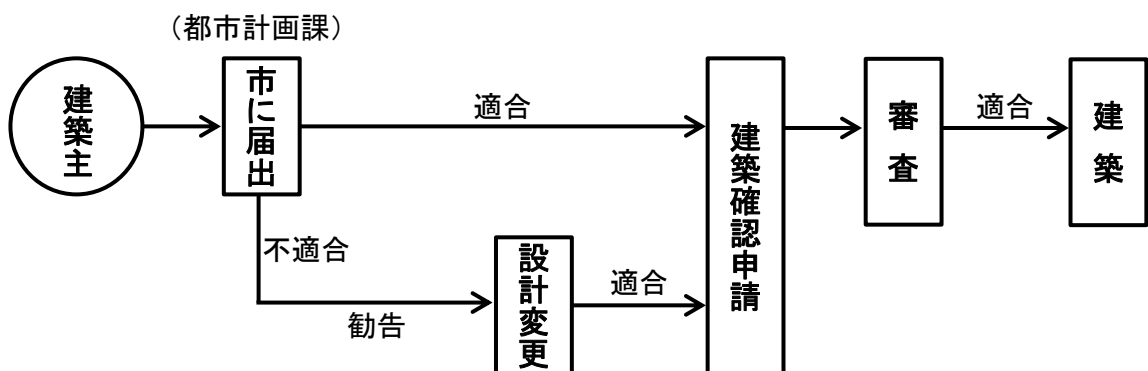 （都市計画課）
建築主
市に届出
適合
建築確認申請
審査
適合
建築
不適合
勧告
設計変更
適合